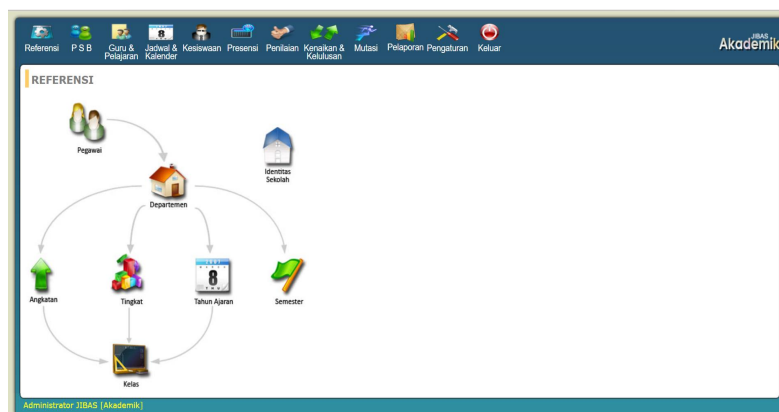 Referensi
P S B
Guru &
Pelajaran
Jadwal &
Kalender
Kesiswaan
Presensi
Penilaian
Kenaikan &
Kelulusan
Mutasi
Pelaporan
Pengaturan
Keluar
JIBAS
Akademik
REFERENSI
Pegawai
Identitas
Sekolah
Departemen
Angkatan
Tingkat
Tahun Ajaran
Semester
Kelas
Administrator JIBAS [Akademik]